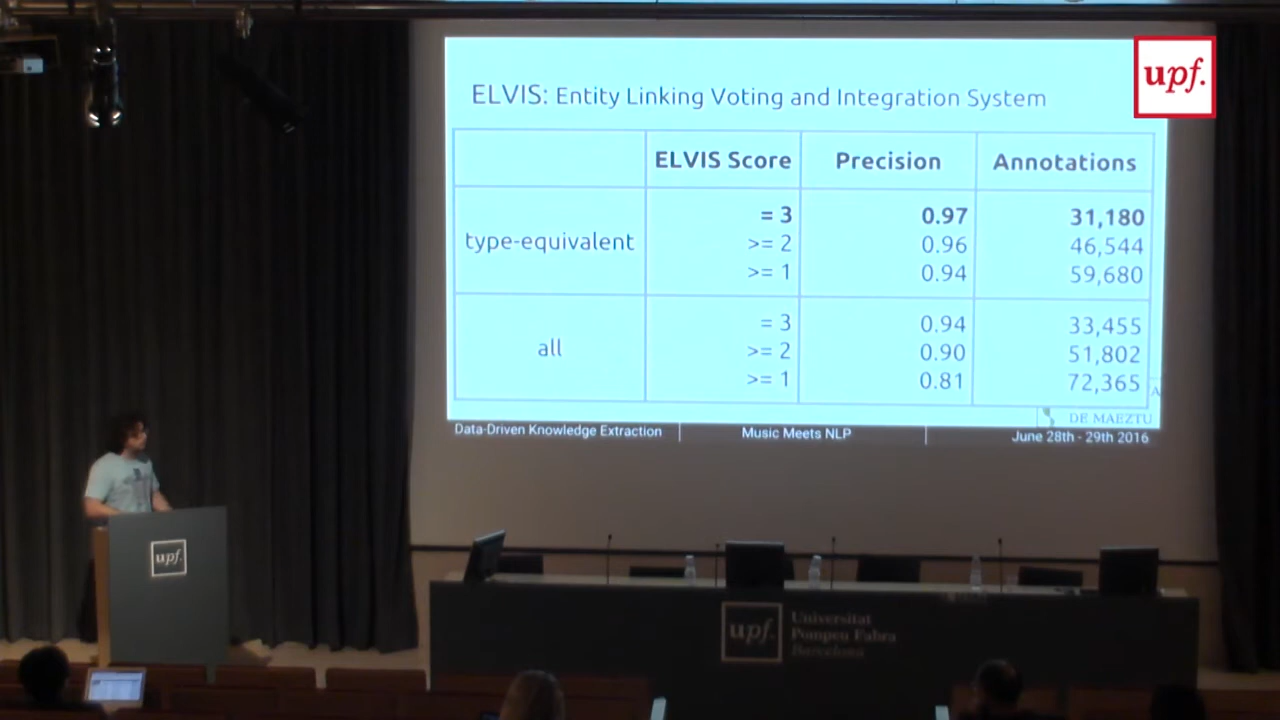 upf.
ELVIS: Entity Linking Voting and Integration System
ELVIS Score Precision Annotations
type-equivalent
= 3 0.97 31,180
>= 2 0.96 46,544
>= 1 0.94 59,680
all
= 3 0.94 33,455
>= 2 0.90 51,802
>= 1 0.81 72,365
DE MAEZTU
Data-Driven Knowledge Extraction Music Meets NLP June 28th - 29th 2016
upf.
upf.
Universitat
Pompeu Fabra
Barcelona